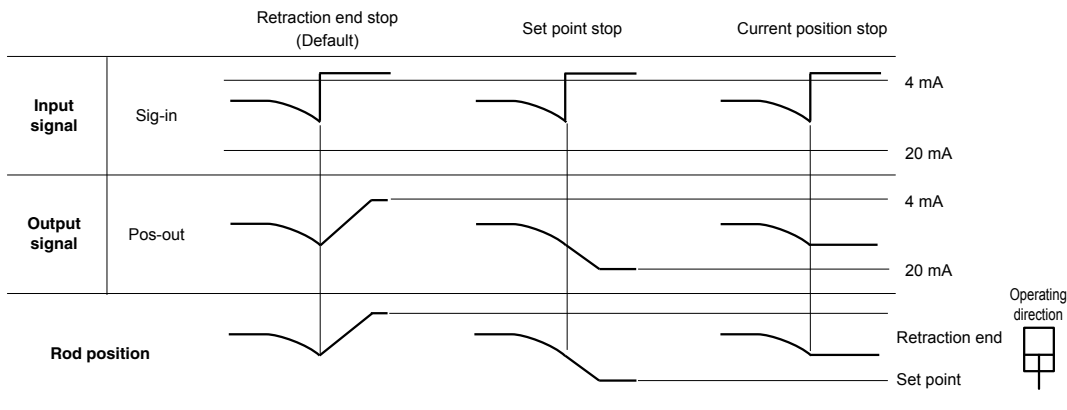 Retraction end stop
(Default)
Set point stop
Current position stop
Input
signal
Sig-in
4 mA
20 mA
Output
signal
Pos-out
4 mA
20 mA
Operating
direction
Rod position
Retraction end
Set point